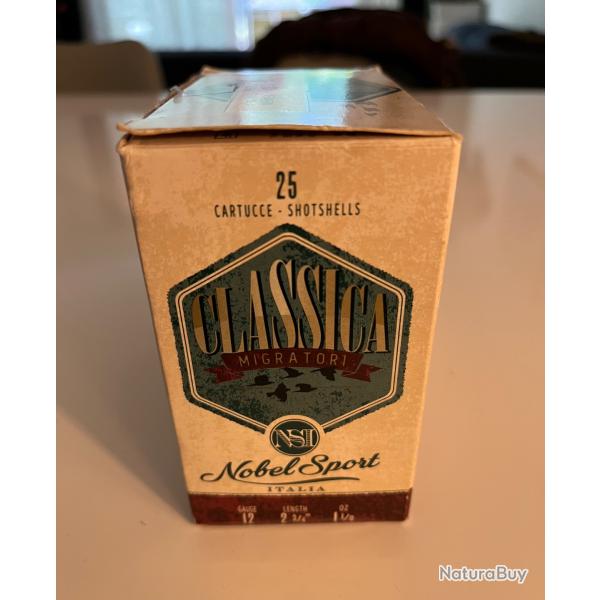 25
CARTUCCE - SHOTSHELLS
CLASSICA
MIGRATORI
NSI
Nobel Sport
ITALIA
GAUGE LENGTH OZ
12 2 3/4" 1 1/8
NaturaBuy